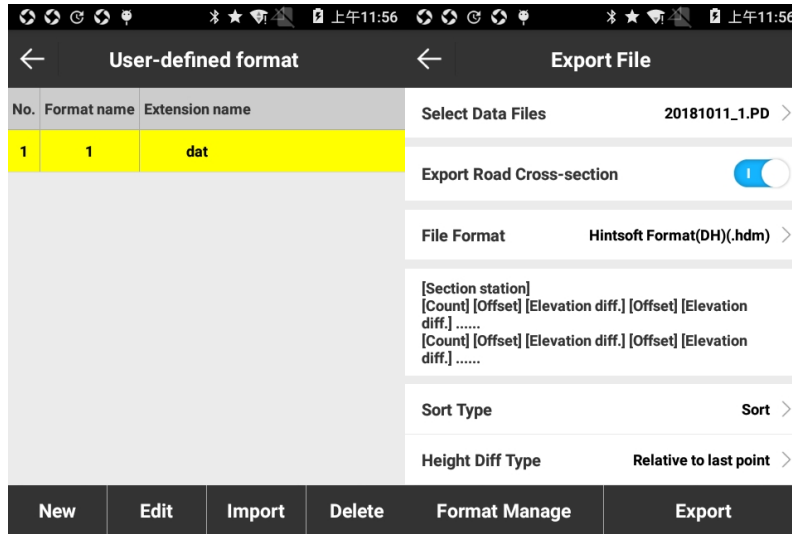 上午11:56
User-defined format
No. Format name Extension name
1 1 dat
New Edit Import Delete
上午11:56
Export File
Select Data Files 20181011_1.PD
Export Road Cross-section
File Format Hintsoft Format(DH)(.hdm)
[Section station]
[Count] [Offset] [Elevation diff.] [Offset] [Elevation
diff.] ......
[Count] [Offset] [Elevation diff.] [Offset] [Elevation
diff.] ......
Sort Type Sort
Height Diff Type Relative to last point
Format Manage Export